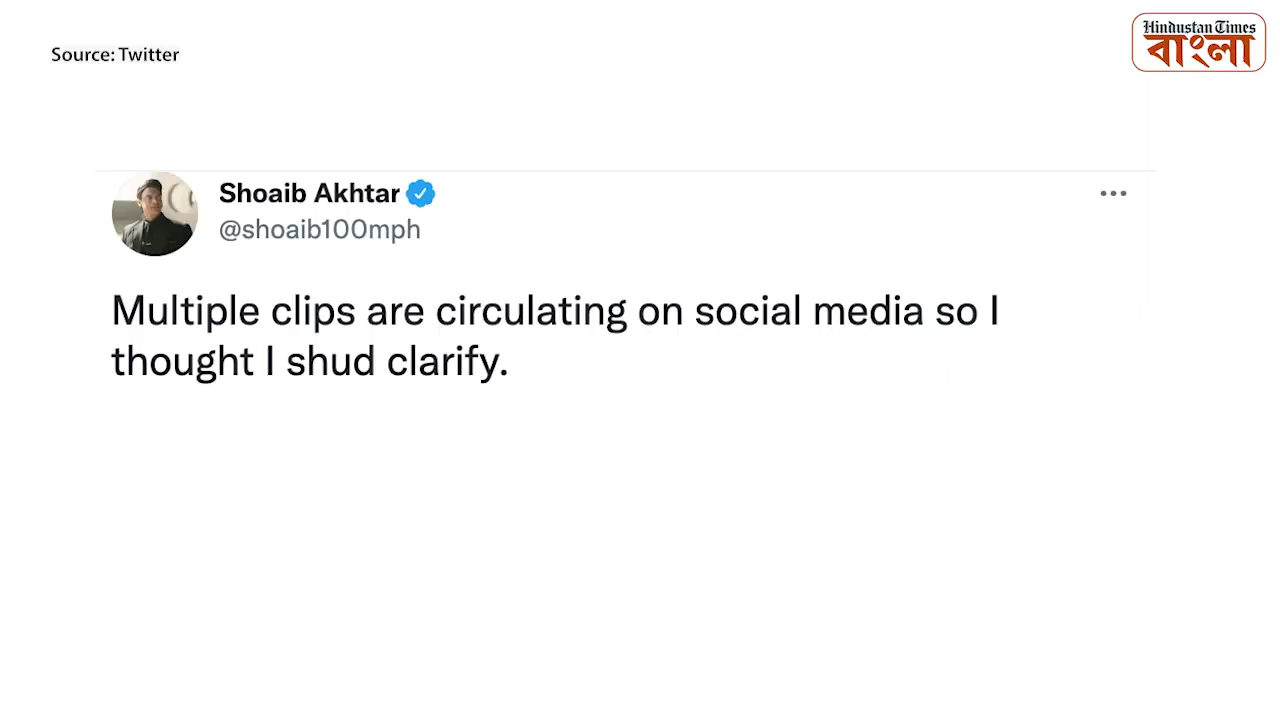 Source: Twitter
Hindustan Times
বাংলা
Shoaib Akhtar
@shoaib100mph
Multiple clips are circulating on social media so I
thought I shud clarify.